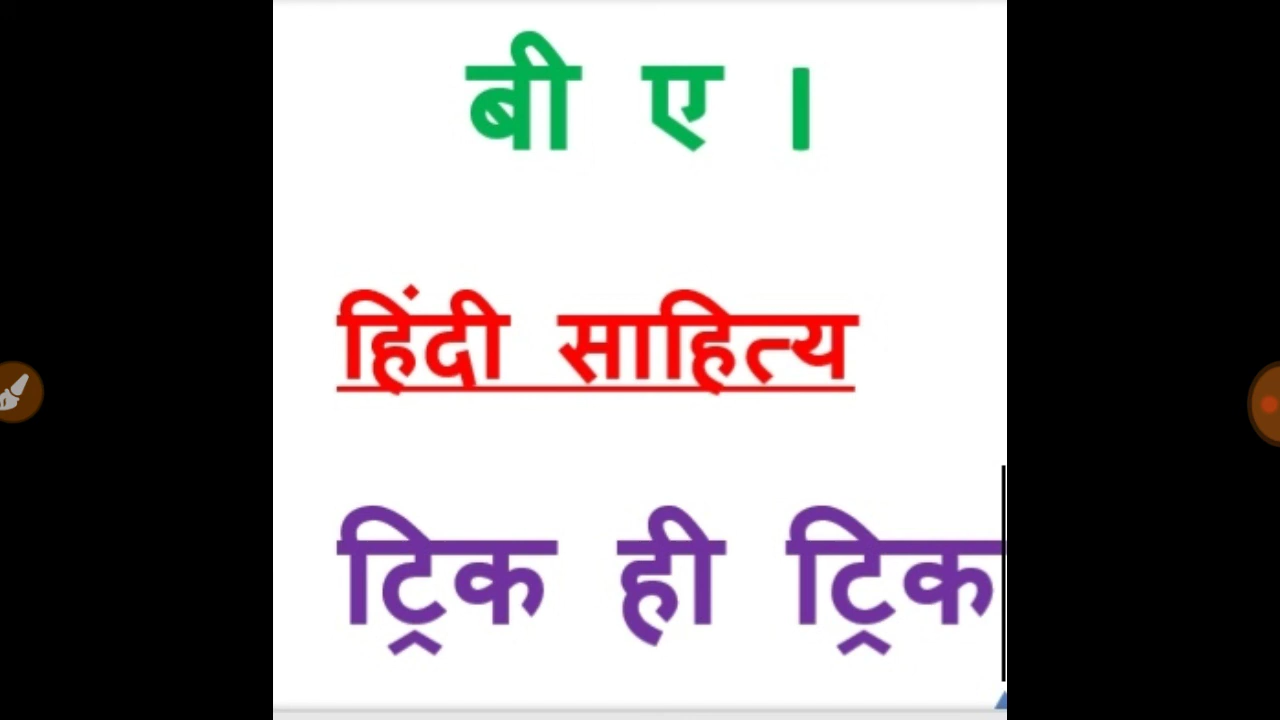 बी ए ।
हिंदी साहित्य
ट्रिक ही ट्रिक